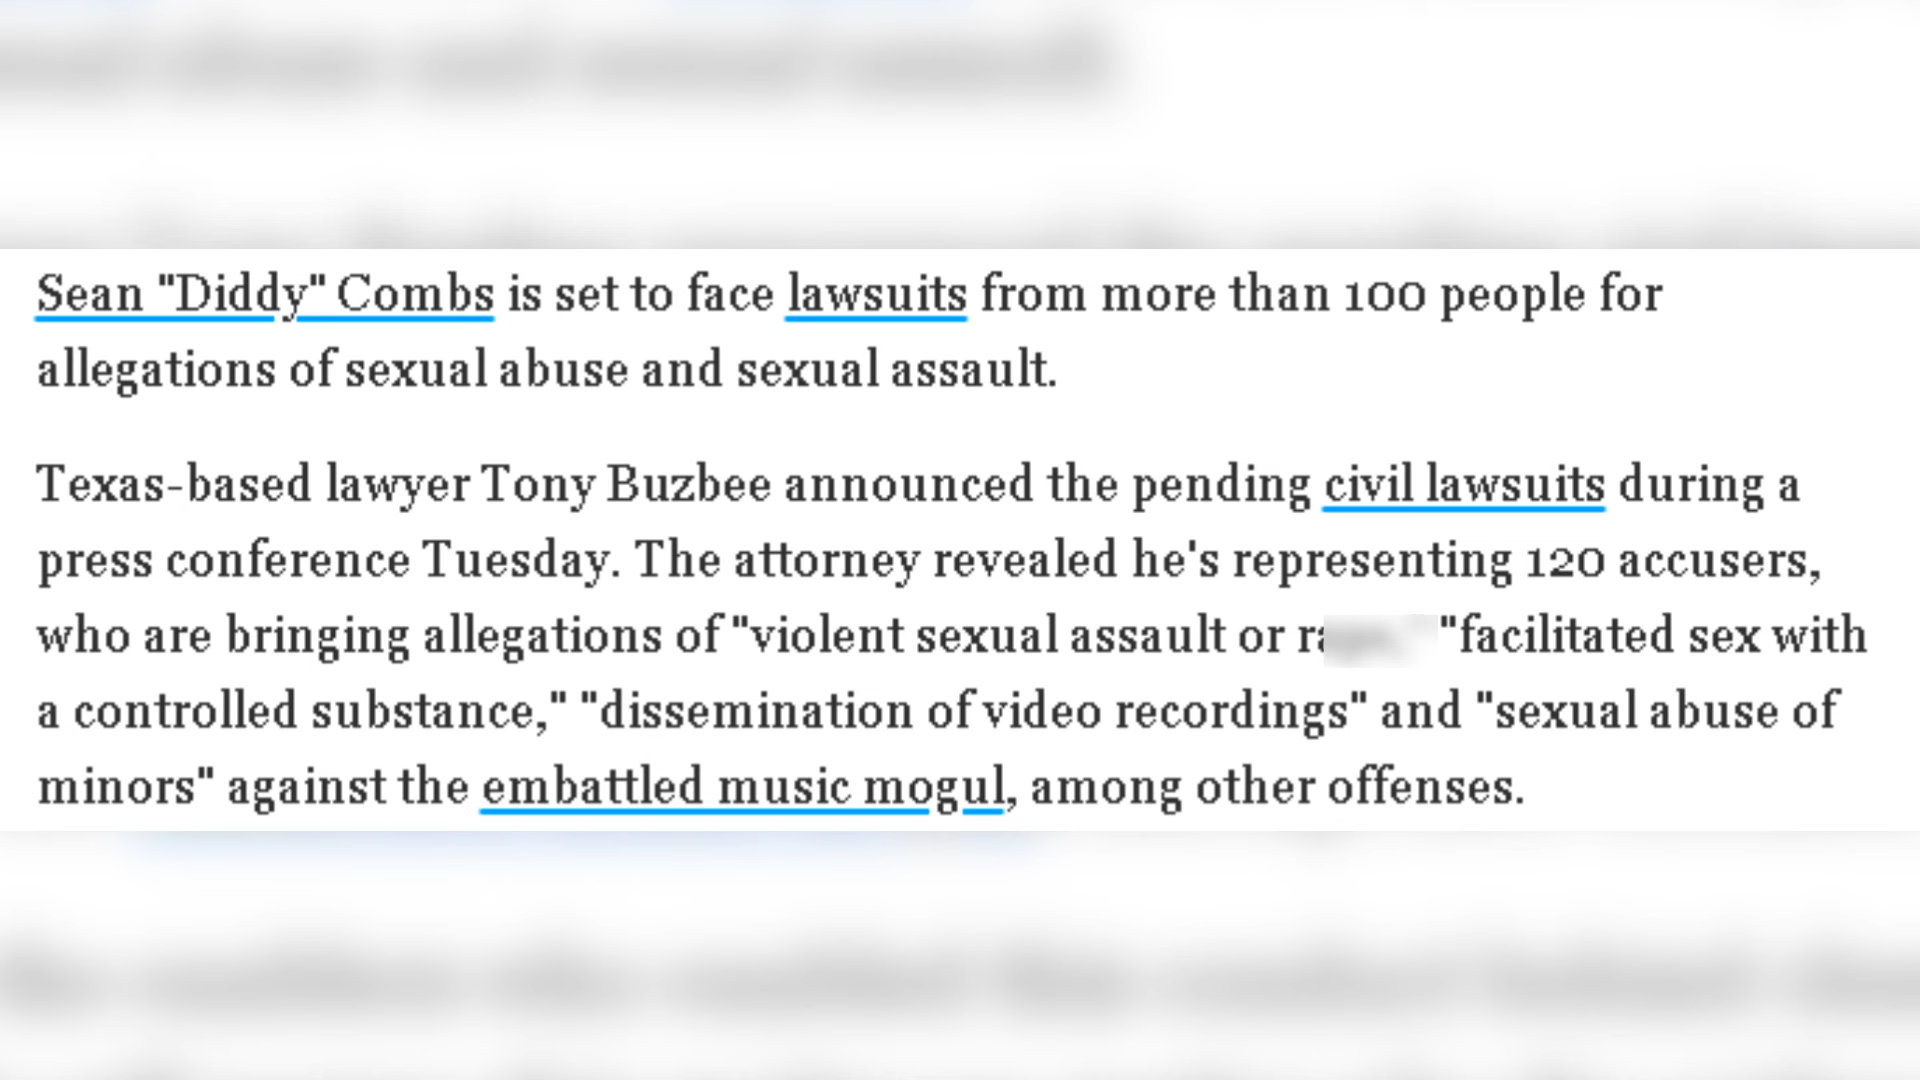 Sean "Diddy" Combs is set to face lawsuits from more than 100 people for
allegations of sexual abuse and sexual assault.
Texas-based lawyer Tony Buzbee announced the pending civil lawsuits during a
press conference Tuesday. The attorney revealed he's representing 120 accusers,
who are bringing allegations of "violent sexual assault or "facilitated sex with
a controlled substance," "dissemination of video recordings" and "sexual abuse of
minors" against the embattled music mogul, among other offenses.